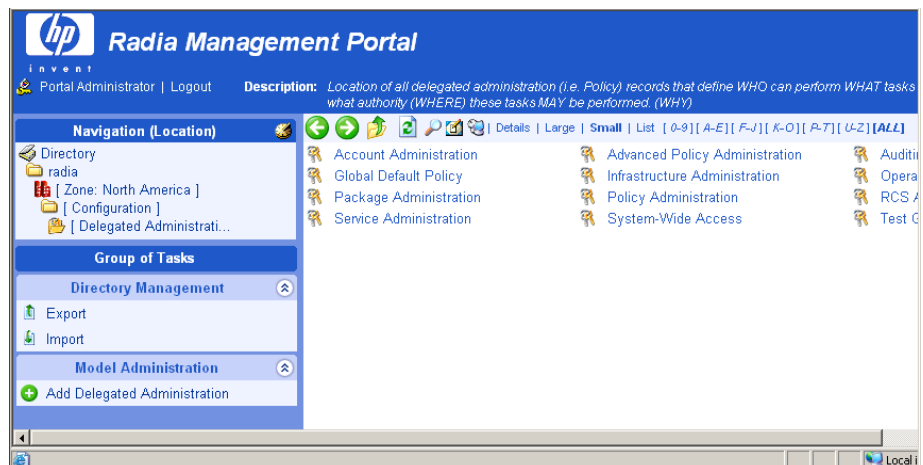 hp
invent
Radia Management Portal
Portal Administrator | Logout
Description: Location of all delegated administration (i.e. Policy) records that define WHO can perform WHAT tasks
what authority (WHERE) these tasks MAY be performed. (WHY)
Navigation (Location)
Directory
radia
[ Zone: North America ]
[ Configuration ]
[ Delegated Administrati...
Group of Tasks
Directory Management
Export
Import
Model Administration
Add Delegated Administration
| Details | Large | Small | List [ 0-9 ] [ A-E ] [ F-J ] [ K-O ] [ P-T ] [ U-Z ] [ALL]
Account Administration Advanced Policy Administration Auditi
Global Default Policy Infrastructure Administration Opera
Package Administration Policy Administration RCS A
Service Administration System-Wide Access Test G
Local i